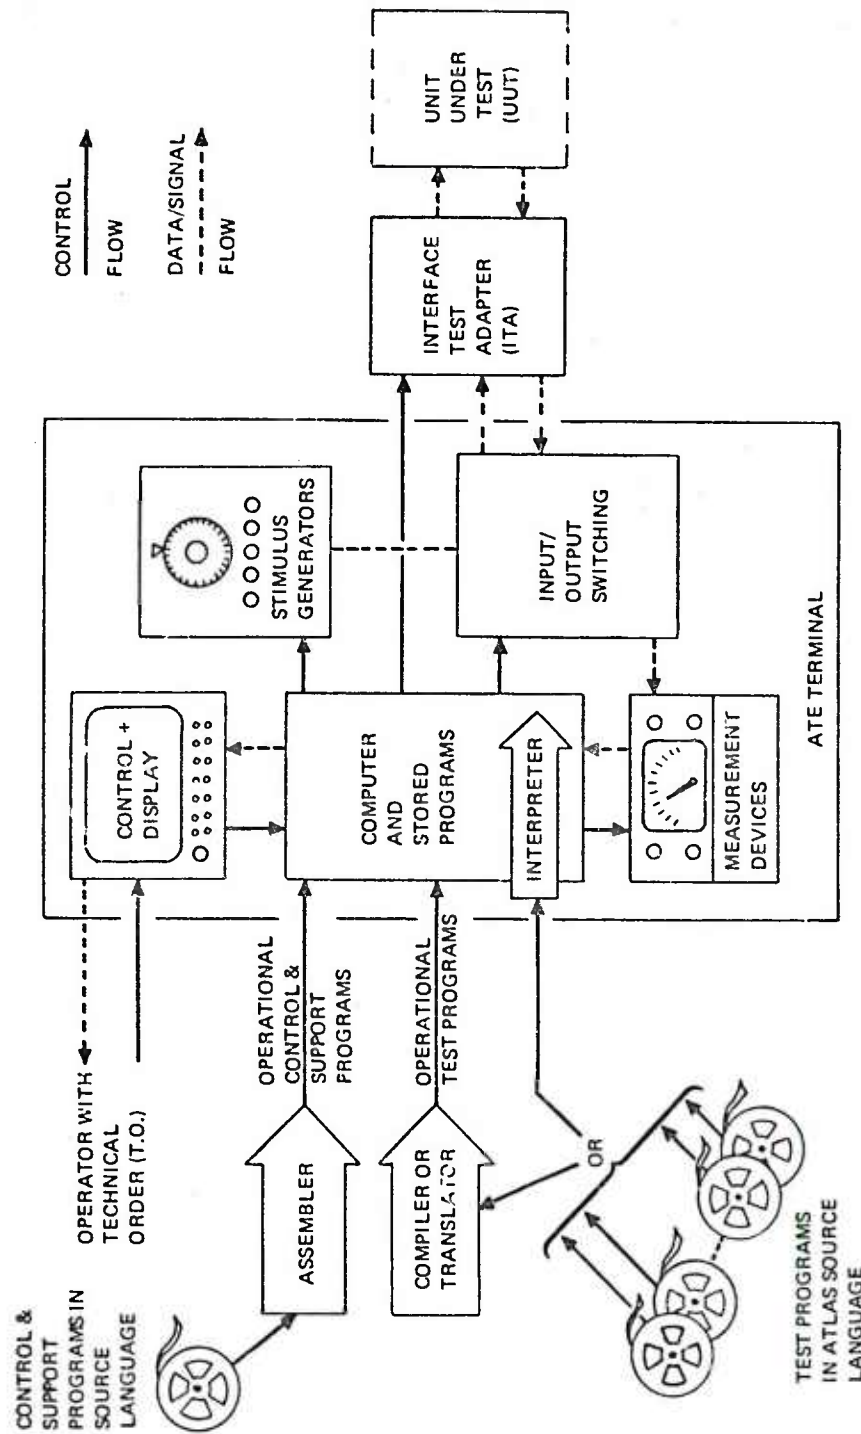 CONTROL &
SUPPORT
PROGRAMS IN
SOURCE
LANGUAGE
OPERATOR WITH
TECHNICAL
ORDER (T.O.)
CONTROL +
DISPLAY
STIMULUS
GENERATORS
CONTROL
FLOW
DATA/SIGNAL
FLOW
ASSEMBLER
OPERATIONAL
CONTROL &
SUPPORT
PROGRAMS
COMPILER OR
TRANSLATOR
OPERATIONAL
TEST PROGRAMS
COMPUTER
AND
STORED
PROGRAMS
INTERPRETER
INPUT/
OUTPUT
SWITCHING
INTERFACE
TEST
ADAPTER
(ITA)
UNIT
UNDER
TEST
(UUT)
OR
MEASUREMENT
DEVICES
ATE TERMINAL
TEST PROGRAMS
IN ATLAS SOURCE
LANGUAGE